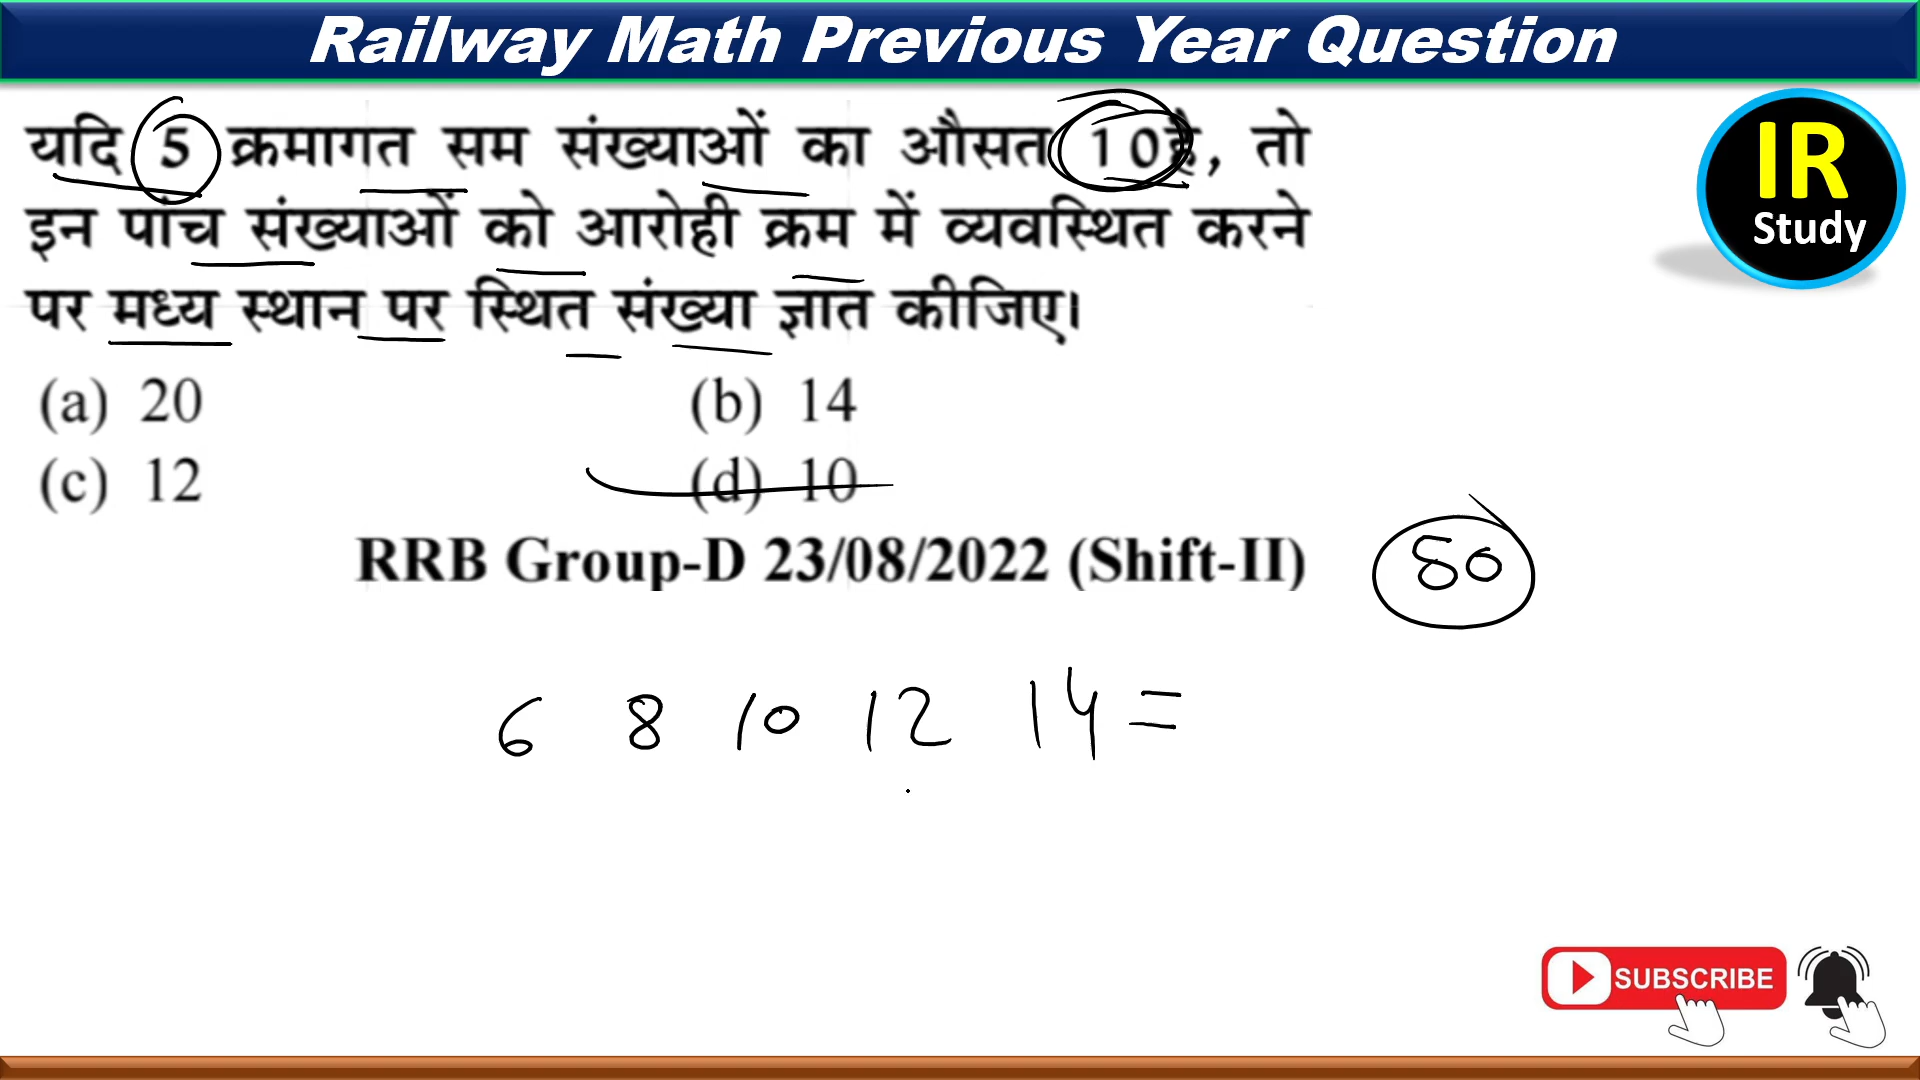 Railway Math Previous Year Question
यदि 5 क्रमागत सम संख्याओं का औसत 10है, तो
इन पांच संख्याओं को आरोही क्रम में व्यवस्थित करने
पर मध्य स्थान पर स्थित संख्या ज्ञात कीजिए।
(a) 20 (b) 14
(c) 12 (d) 10
RRB Group-D 23/08/2022 (Shift-II)
50
6 8 10 12 14 =
IR
Study
SUBSCRIBE